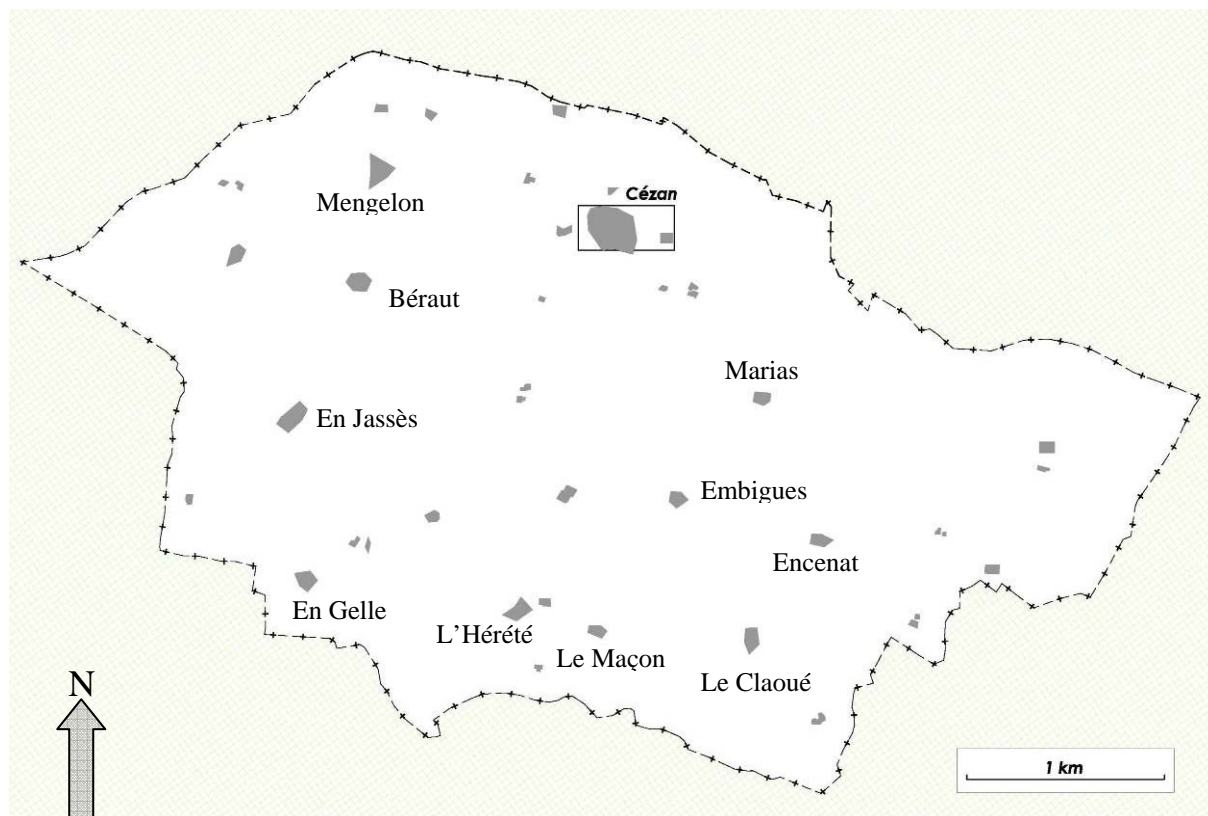 Cézan
Mengelon
Béraut
Marias
En Jassès
Embigues
Encenat
En Gelle
L'Hérété
Le Maçon
Le Claoué
N
1 km